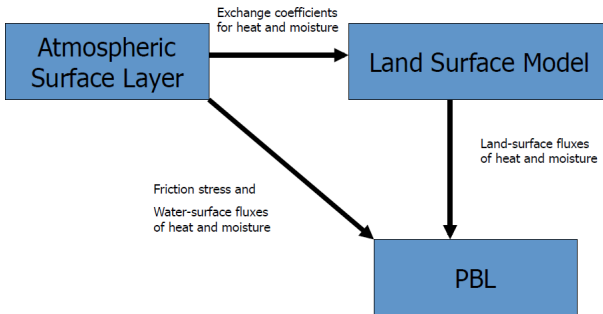 Exchange coefficients
for heat and moisture
Atmospheric
Surface Layer
Land Surface Model
Land-surface fluxes
of heat and moisture
Friction stress and
Water-surface fluxes
of heat and moisture
PBL